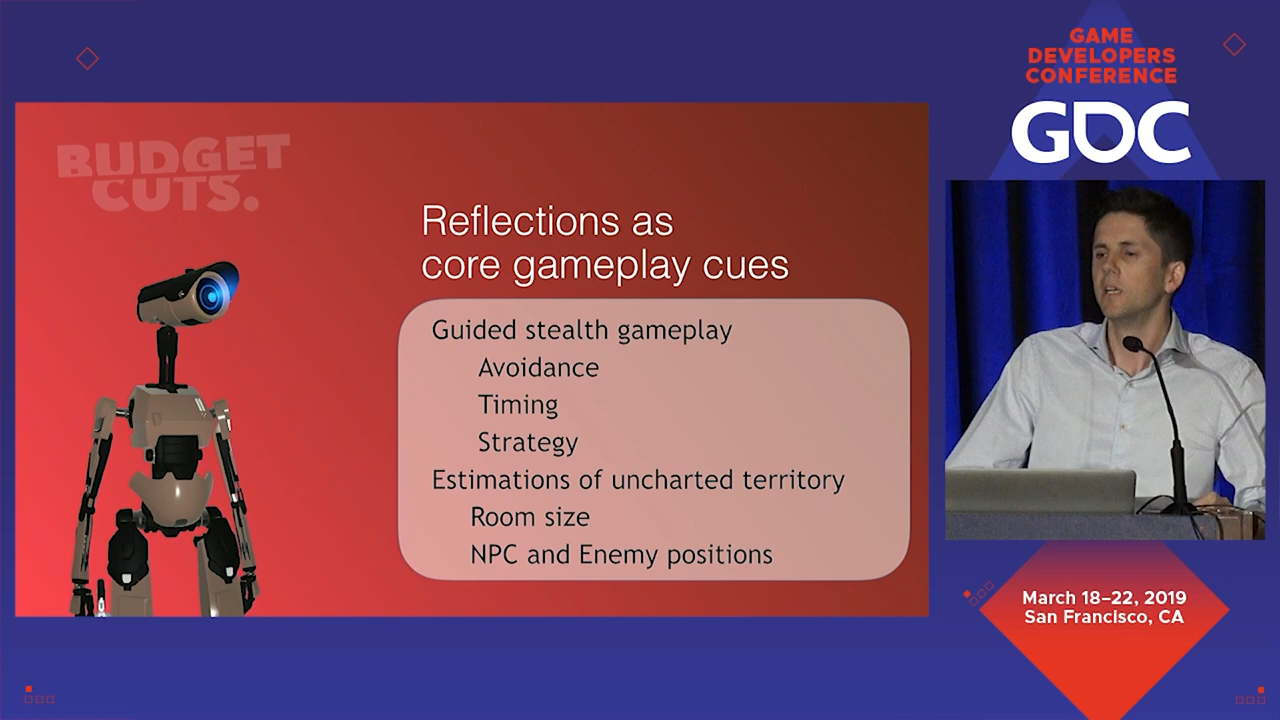 BUDGET
CUTS.
Reflections as
core gameplay cues
Guided stealth gameplay
Avoidance
Timing
Strategy
Estimations of uncharted territory
Room size
NPC and Enemy positions
GAME
DEVELOPERS
CONFERENCE
GDC
March 18–22, 2019
San Francisco, CA